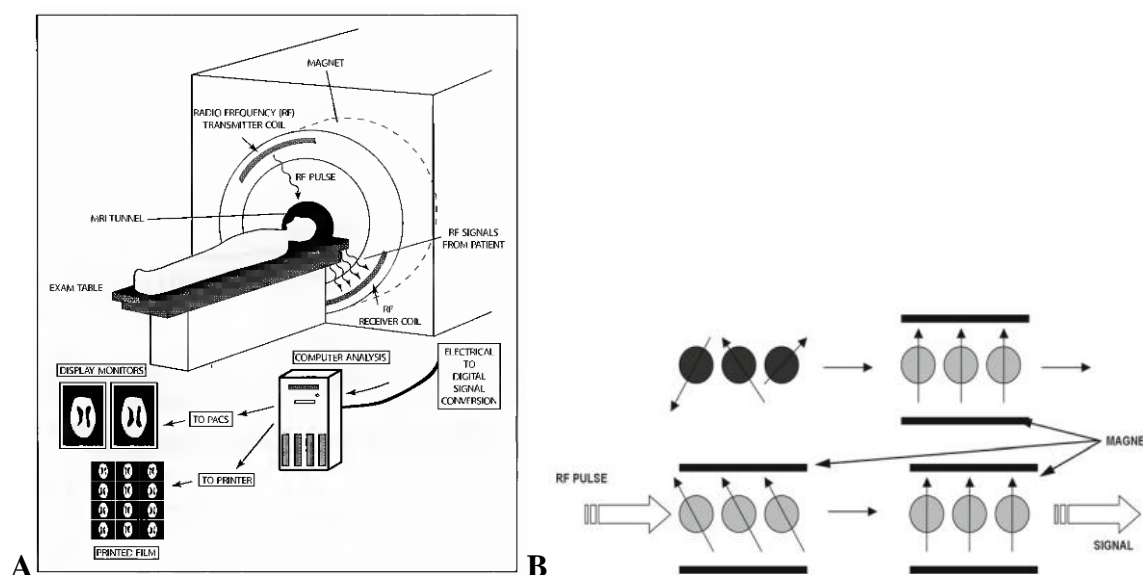 MAGNET
RADIO FREQUENCY (RF)
TRANSMITTER COIL
RF PULSE
MRI TUNNEL
RF SIGNALS
FROM PATIENT
EXAM TABLE
RF
RECEIVER COIL
COMPUTER ANALYSIS
ELECTRICAL
TO
DIGITAL
SIGNAL
CONVERSION
DISPLAY MONITORS
TO PACS
TO PRINTER
PRINTED FILM
A
MAGNE
RF PULSE
SIGNAL
B